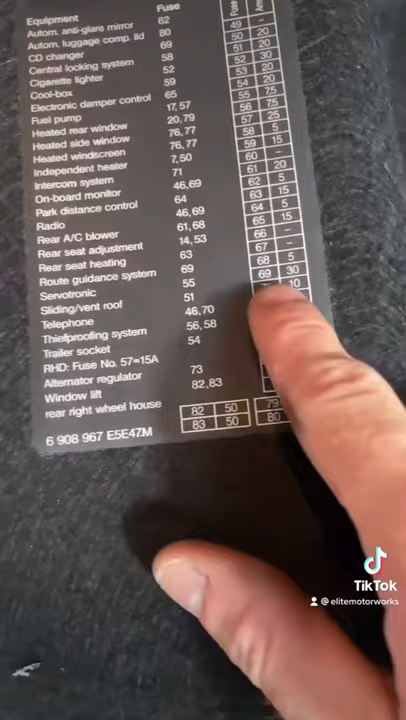 Equipment Fuse Fuse
Autom. anti-glare mirror 62 49 –
Autom. luggage comp. lid 80 50 20
CD changer 69 51 20
Central locking system 58 52 30
Cigarette lighter 52 53 20
Cool-box 59 54 20
Electronic damper control 65 55 7.5
Fuel pump 17,57 56 7.5
Heated rear window 20,79 57 25
Heated side window 76,77 58 5
Heated windscreen 76,77 59 15
Independent heater 7,50 60 –
Intercom system 71 61 20
On-board monitor 46,69 62 5
Park distance control 64 63 15
Radio 46,69 64 5
Rear A/C blower 61,68 65 15
Rear seat adjustment 14,53 66 –
Rear seat heating 63 67 –
Route guidance system 69 68 5
Servotronic 55 69 30
Sliding/vent roof 51 10
Telephone 46,70
Thiefproofing system 56,58
Trailer socket 54
RHD: Fuse No. 57=15A
Alternator regulator 73
Window lift 82,83
rear right wheel house 82 50 79
83 50 80
6 908 967 E5E47.M
TikTok
@elitemotorworks